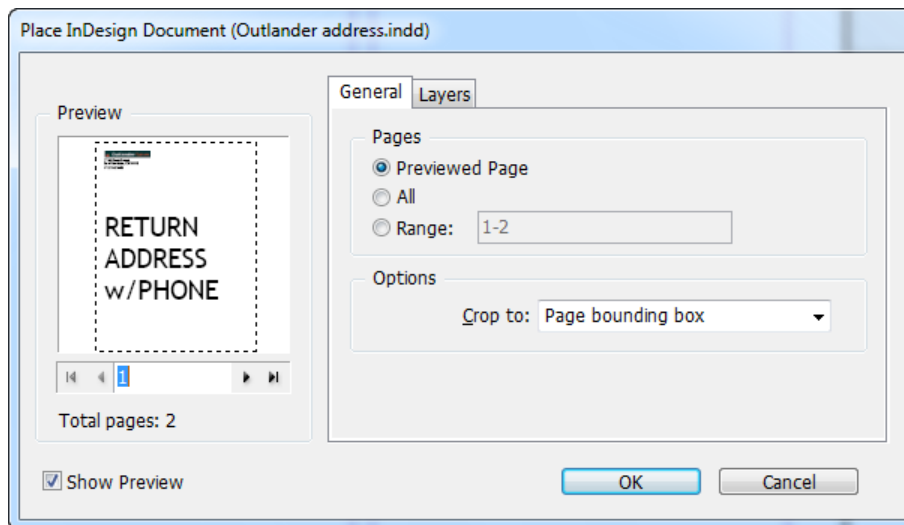 Place InDesign Document (Outlander address.indd)
General
Layers
Preview
RETURN
ADDRESS
w/PHONE
1
Total pages: 2
Show Preview
Pages
Previewed Page
All
Range: 1-2
Options
Crop to: Page bounding box
OK
Cancel